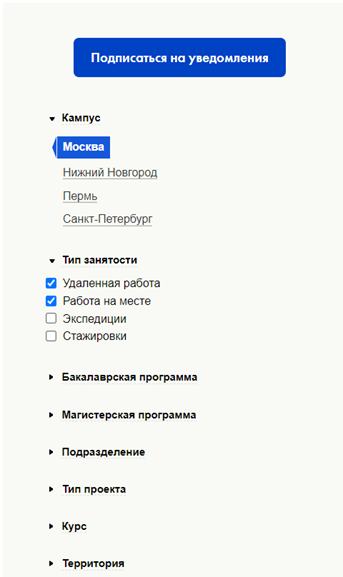 Подписаться на уведомления
Кампус
Москва
Нижний Новгород
Пермь
Санкт-Петербург
Тип занятости
Удаленная работа
Работа на месте
Экспедиции
Стажировки
Бакалаврская программа
Магистерская программа
Подразделение
Тип проекта
Курс
Территория